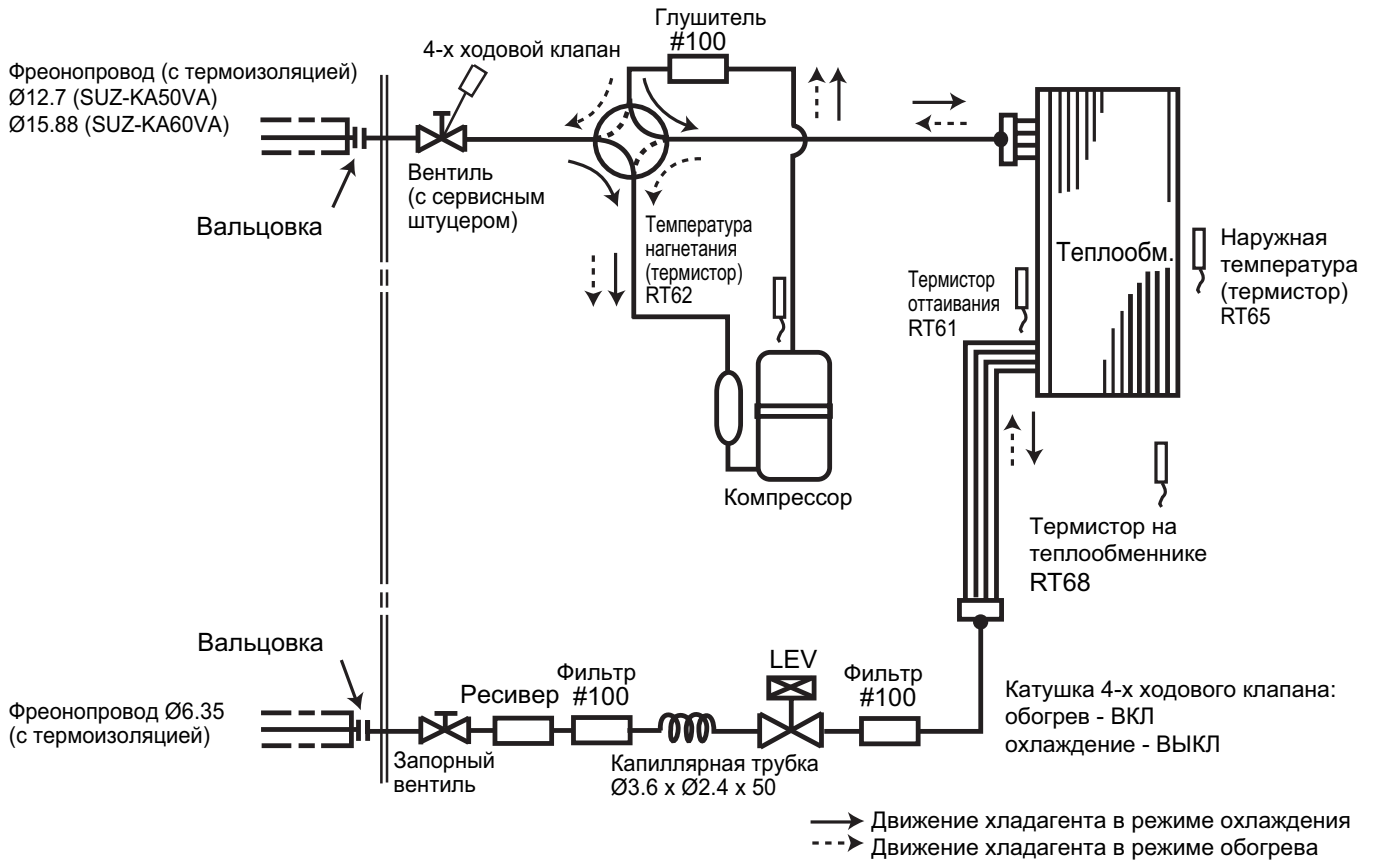 Глушитель
#100
4-х ходовой клапан
Фреонопровод (с термоизоляцией)
Ø12.7 (SUZ-KA50VA)
Ø15.88 (SUZ-KA60VA)
Вальцовка
Вентиль
(с сервисным
штуцером)
Температура
нагнетания
(термистор)
RT62
Теплообм.
Наружная
температура
(термистор)
RT65
Термистор
оттаивания
RT61
Компрессор
Термистор на
теплообменнике
RT68
Вальцовка
Фреонопровод Ø6.35
(с термоизоляцией)
Запорный
вентиль
Ресивер
Фильтр
#100
Капиллярная трубка
Ø3.6 x Ø2.4 x 50
LEV
Фильтр
#100
Катушка 4-х ходового клапана:
обогрев - ВКЛ
охлаждение - ВЫКЛ
Движение хладагента в режиме охлаждения
Движение хладагента в режиме обогрева